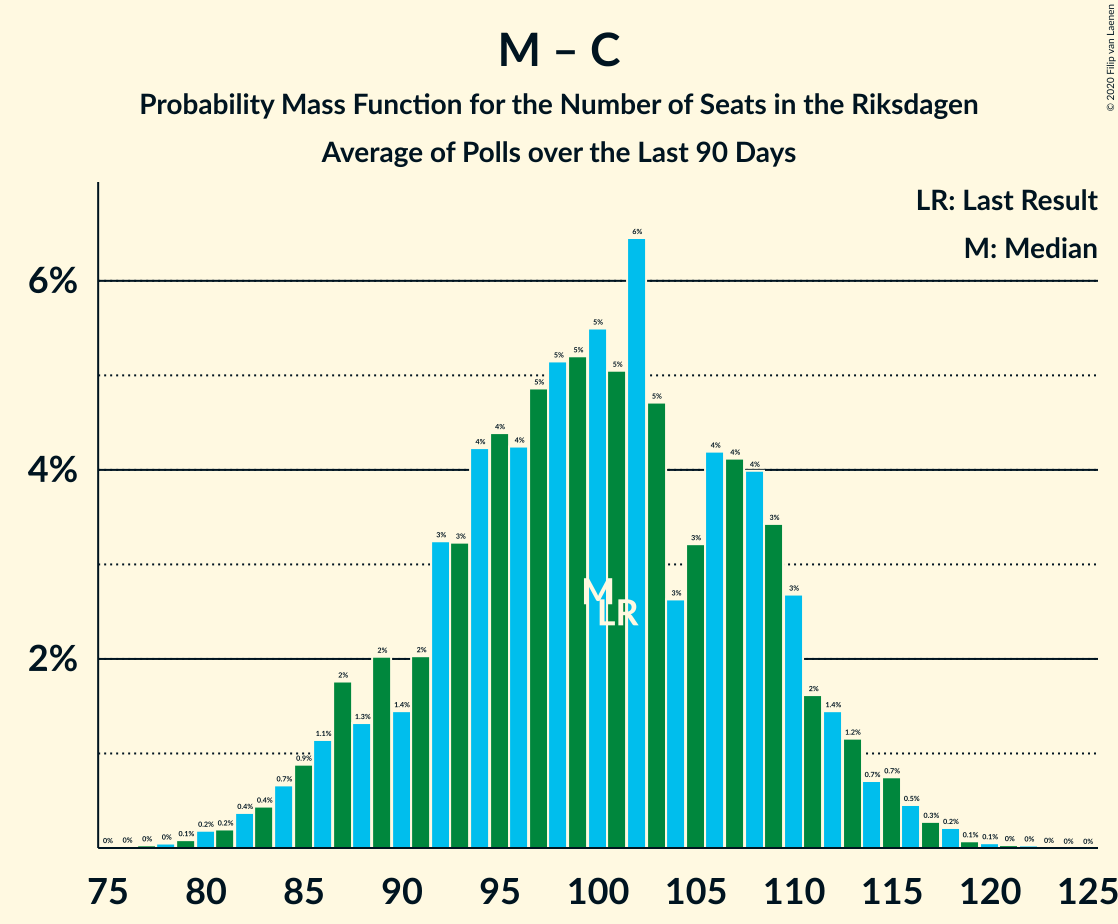 M – C
Probability Mass Function for the Number of Seats in the Riksdagen
Average of Polls over the Last 90 Days
© 2020 Filip van Laenen
LR: Last Result
M: Median
6%
4%
2%
0% 0% 0% 0% 0.1% 0.2% 0.2% 0.4% 0.4% 0.7% 0.9% 1.1% 2% 1.3% 2% 1.4% 2% 3% 3% 4% 4% 4% 5% 5% 5% 5% 5% 6% 5% 3% 3% 4% 4% 4% 3% 3% 2% 1.4% 1.2% 0.7% 0.7% 0.5% 0.3% 0.2% 0.1% 0.1% 0% 0% 0% 0% 0%
M
LR
75 80 85 90 95 100 105 110 115 120 125